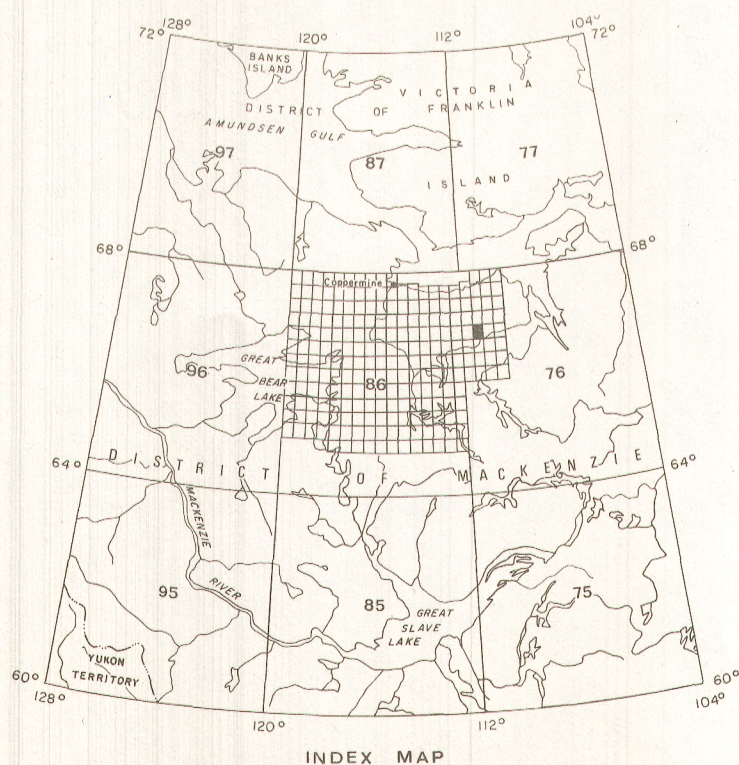 128°
120°
112°
104°
72°
72°
BANKS
ISLAND
VICTORIA
DISTRICT OF FRANKLIN
AMUNDSEN GULF
97
87
77
ISLAND
68°
68°
Coppermine
GREAT
BEAR
LAKE
96
86
76
DISTRICT OF MACKENZIE
64°
64°
MACKENZIE
RIVER
95
85
75
GREAT
SLAVE
LAKE
YUKON
TERRITORY
60°
60°
128°
120°
112°
104°
INDEX MAP